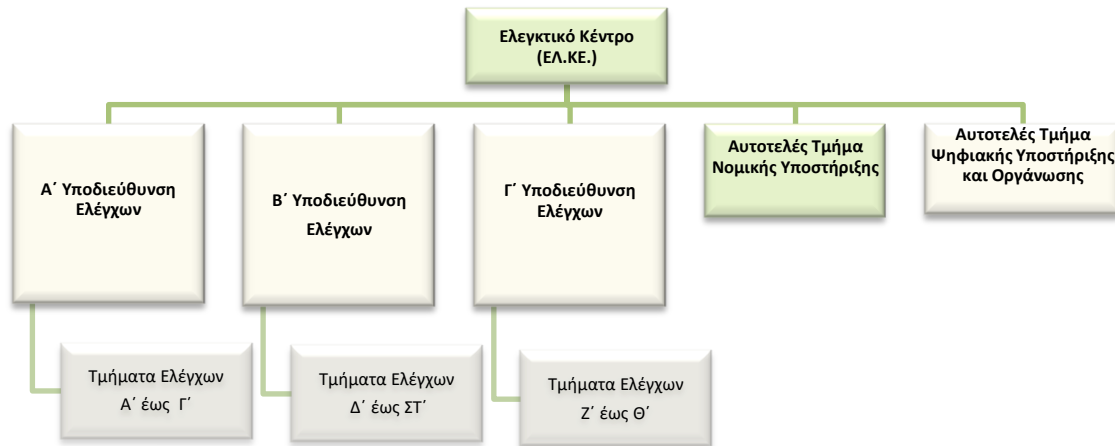 Ελεγκτικό Κέντρο
(ΕΛ.ΚΕ.)
Α΄ Υποδιεύθυνση
Ελέγχων
Β΄ Υποδιεύθυνση
Ελέγχων
Γ΄ Υποδιεύθυνση
Ελέγχων
Αυτοτελές Τμήμα
Νομικής Υποστήριξης
Αυτοτελές Τμήμα
Ψηφιακής Υποστήριξης
και Οργάνωσης
Τμήματα Ελέγχων
Α΄ έως Γ΄
Τμήματα Ελέγχων
Δ΄ έως ΣΤ΄
Τμήματα Ελέγχων
Ζ΄ έως Θ΄